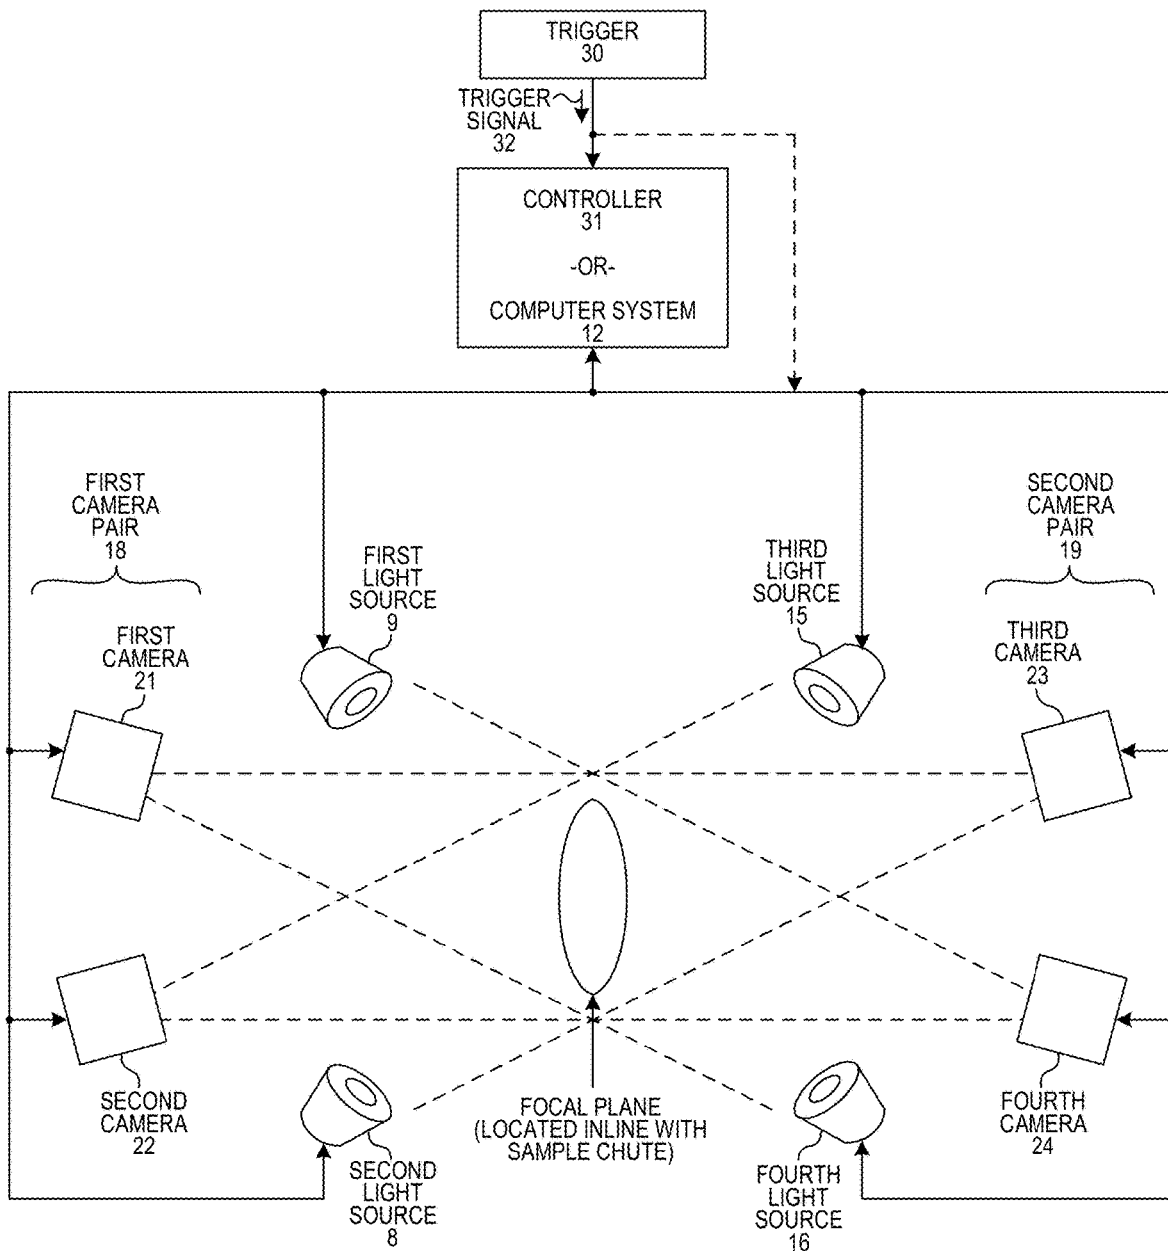 TRIGGER
30
TRIGGER
SIGNAL
32
CONTROLLER
31
-OR-
COMPUTER SYSTEM
12
FIRST
CAMERA
PAIR
18
SECOND
CAMERA
PAIR
19
FIRST
LIGHT
SOURCE
9
THIRD
LIGHT
SOURCE
15
FIRST
CAMERA
21
THIRD
CAMERA
23
SECOND
CAMERA
22
SECOND
LIGHT
SOURCE
8
FOCAL PLANE
(LOCATED INLINE WITH
SAMPLE CHUTE)
FOURTH
LIGHT
SOURCE
16
FOURTH
CAMERA
24